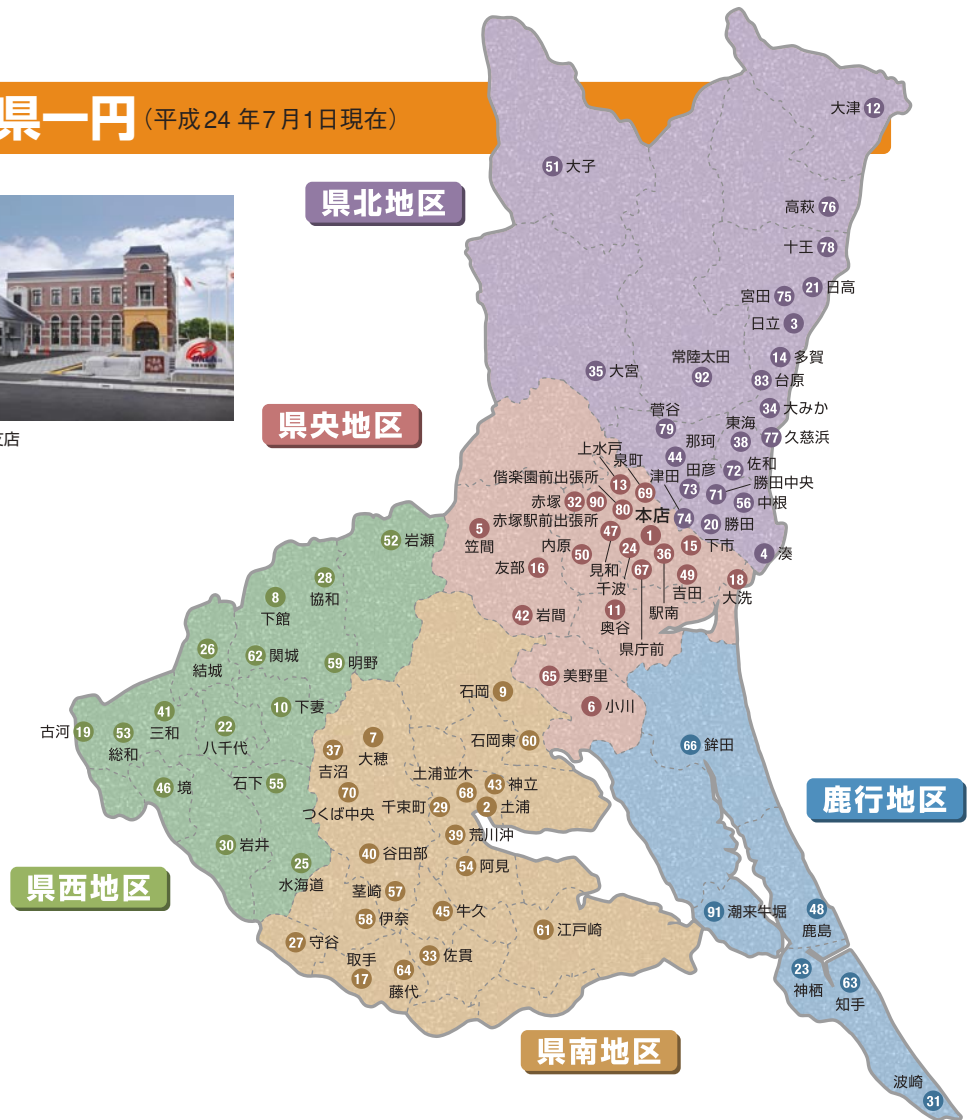 県一円(平成24年7月1日現在)
支店
県北地区
大津 12
51 大子
高萩 76
十王 78
21 日高
宮田 75
日立 3
14 多賀
83 台原
34 大みか
77 久慈浜
35 大宮
常陸太田
92
菅谷
79
東海
38
那珂
44
田彦
73
72 佐和
71 勝田中央
56 中根
津田
74
20 勝田
4 湊
県央地区
上水戸
13
泉町
69
偕楽園前出張所
80
赤塚 32 90
赤塚駅前出張所
本店
1
5
笠間
友部 16
内原
50
47
見和
24
千波
67
県庁前
36
駅南
15 下市
49
吉田
18
大洗
42 岩間
11
奥谷
65 美野里
6 小川
県西地区
52 岩瀬
28
協和
8
下館
26
結城
62 関城
59 明野
10 下妻
41
三和
古河 19
53
総和
22
八千代
46 境
石下 55
30 岩井
25
水海道
県南地区
石岡 9
石岡東 60
7
大穂
37
吉沼
70
つくば中央
土浦並木
68
43 神立
千束町 29
2 土浦
39 荒川沖
40 谷田部
54 阿見
茎崎 57
58 伊奈
45 牛久
61 江戸崎
27 守谷
33 佐貫
取手
17
64
藤代
鹿行地区
66 鉾田
91 潮来牛堀
48
鹿島
23
神栖
63
知手
波崎
31